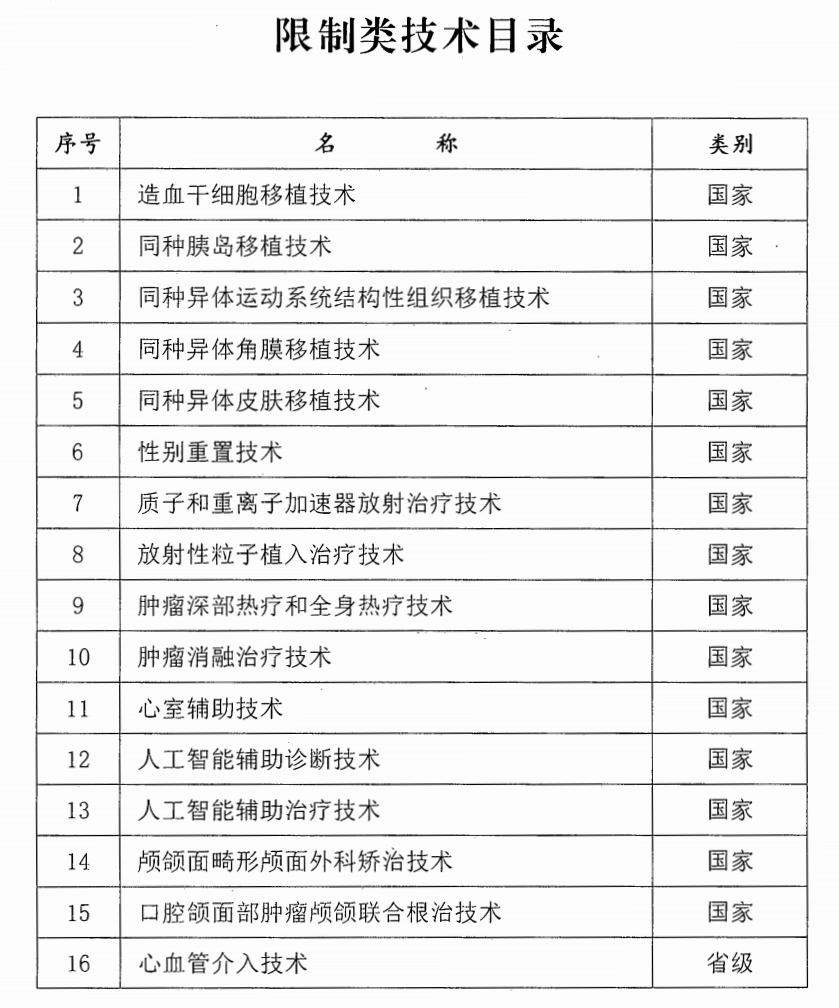 限制类技术目录
序号 名称 类别
1 造血干细胞移植技术 国家
2 同种胰岛移植技术 国家
3 同种异体运动系统结构性组织移植技术 国家
4 同种异体角膜移植技术 国家
5 同种异体皮肤移植技术 国家
6 性别重置技术 国家
7 质子和重离子加速器放射治疗技术 国家
8 放射性粒子植入治疗技术 国家
9 肿瘤深部热疗和全身热疗技术 国家
10 肿瘤消融治疗技术 国家
11 心室辅助技术 国家
12 人工智能辅助诊断技术 国家
13 人工智能辅助治疗技术 国家
14 颅颌面畸形颅面外科矫治技术 国家
15 口腔颌面部肿瘤颅颌联合根治技术 国家
16 心血管介入技术 省级